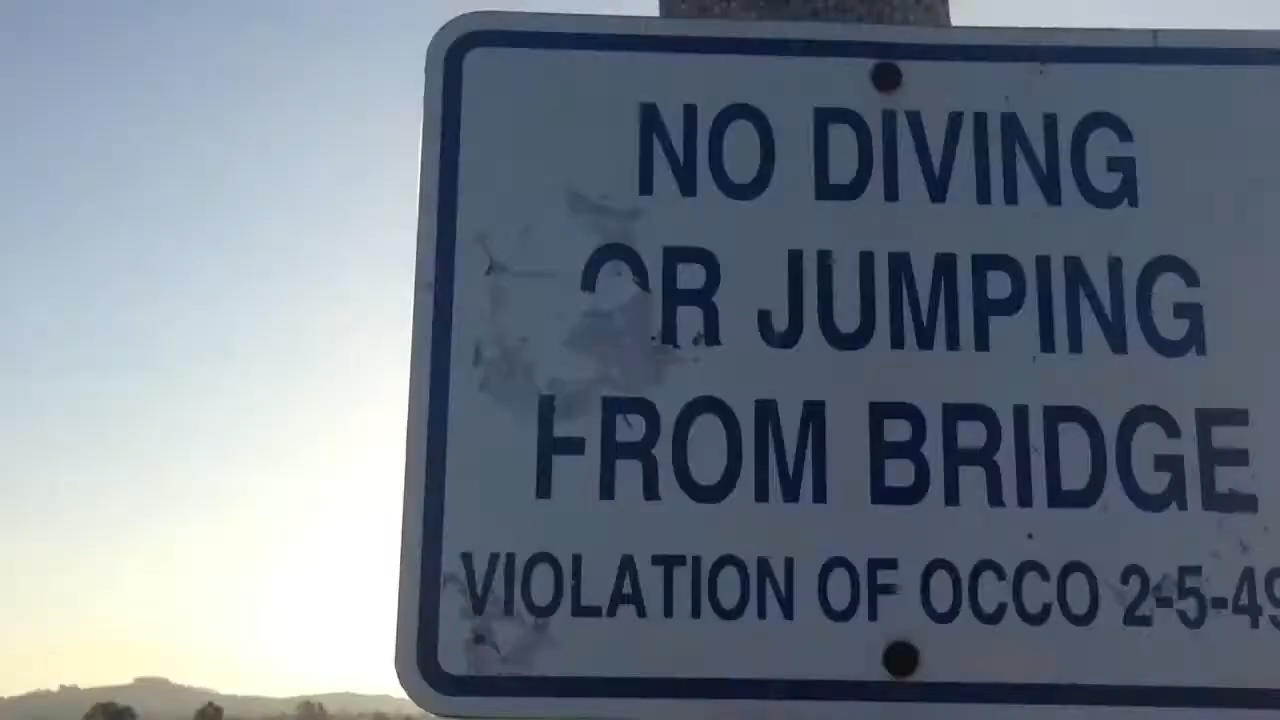 NO DIVING
OR JUMPING
FROM BRIDGE
VIOLATION OF OCCO 2-5-49